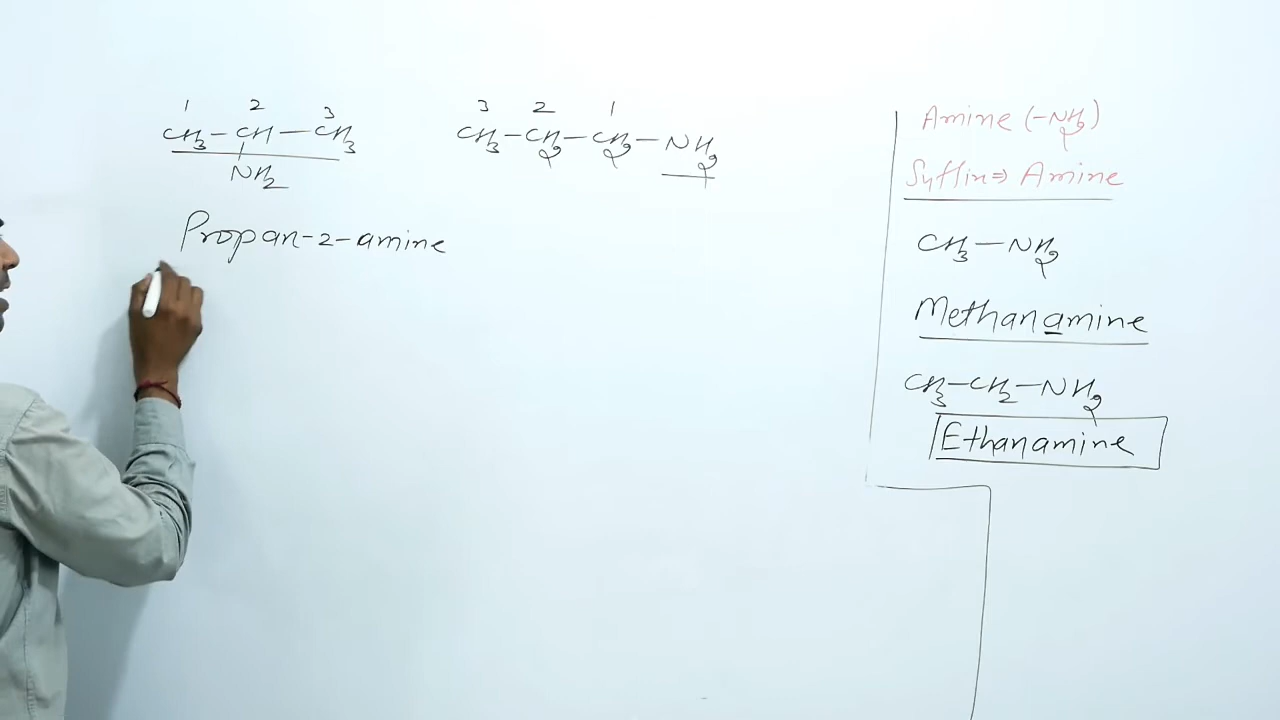 1 2 3
CH₃-CH-CH₃
NH₂
Propan-2-amine
3 2 1
CH₃-CH₂-CH₂-NH₂
Amine (-NH₂)
Suffix⇒ Amine
CH₃-NH₂
Methanamine
CH₃-CH₂-NH₂
Ethanamine